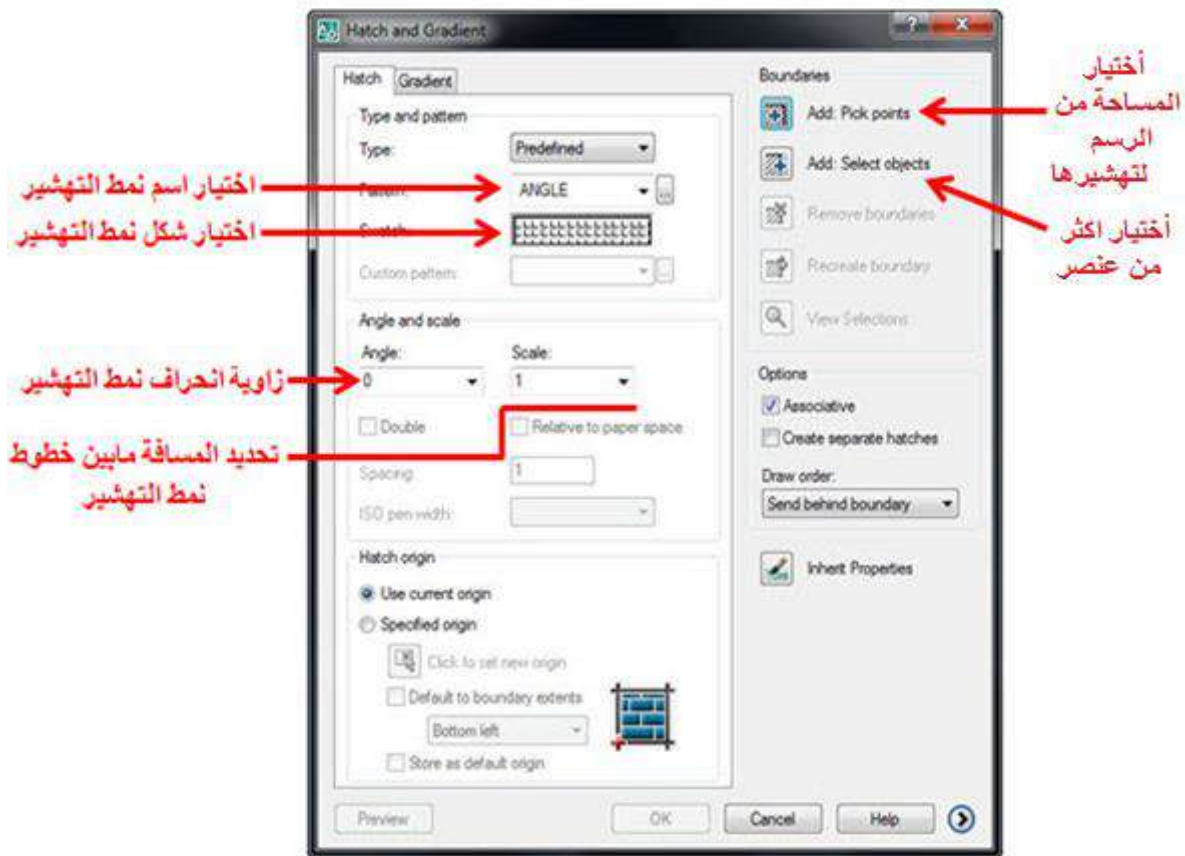 Hatch and Gradient
Hatch
Gradient
Type and pattern
Type:
Predefined
Pattern:
ANGLE
Swatch:
Custom pattern:
Angle and scale
Angle:
Scale:
0
1
Double
Relative to paper space
Spacing:
1
ISO pen width:
Hatch origin
Use current origin
Specified origin
Click to set new origin
Default to boundary extents
Bottom left
Store as default origin
Boundaries
Add: Pick points
Add: Select objects
Remove boundaries
Recreate boundary
View Selections
Options
Associative
Create separate hatches
Draw order:
Send behind boundary
Inherit Properties
Preview
OK
Cancel
Help
اختيار اسم نمط التهشير
اختيار شكل نمط التهشير
زاوية انحراف نمط التهشير
تحديد المسافة مابين خطوط
نمط التهشير
أختيار
المساحة من
الرسم
لتهشيرها
أختيار اكثر
من عنصر